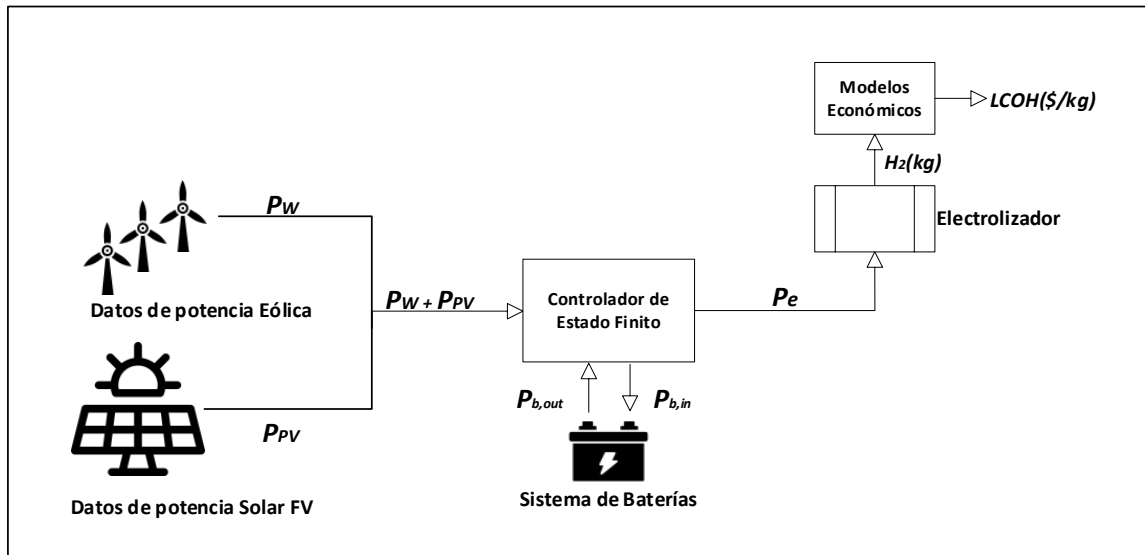 Modelos
Económicos
LCOH($/kg)
H2(kg)
Electrolizador
PW
Datos de potencia Eólica
PW + PPV
Controlador de
Estado Finito
Pe
Pb,out
Pb,in
PPV
Datos de potencia Solar FV
Sistema de Baterías